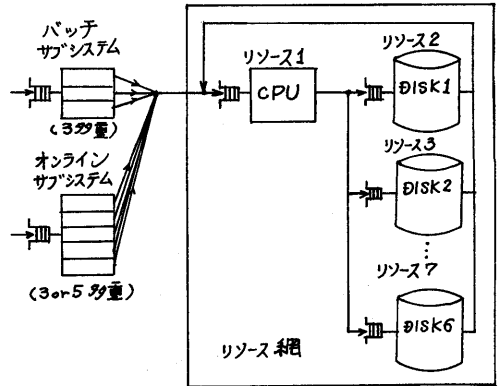 バッチ
サブシステム
(3多重)
オンライン
サブシステム
(3or5多重)
リソース1
CPU
リソース2
DISK1
リソース3
DISK2
リソース7
DISK6
リソース網